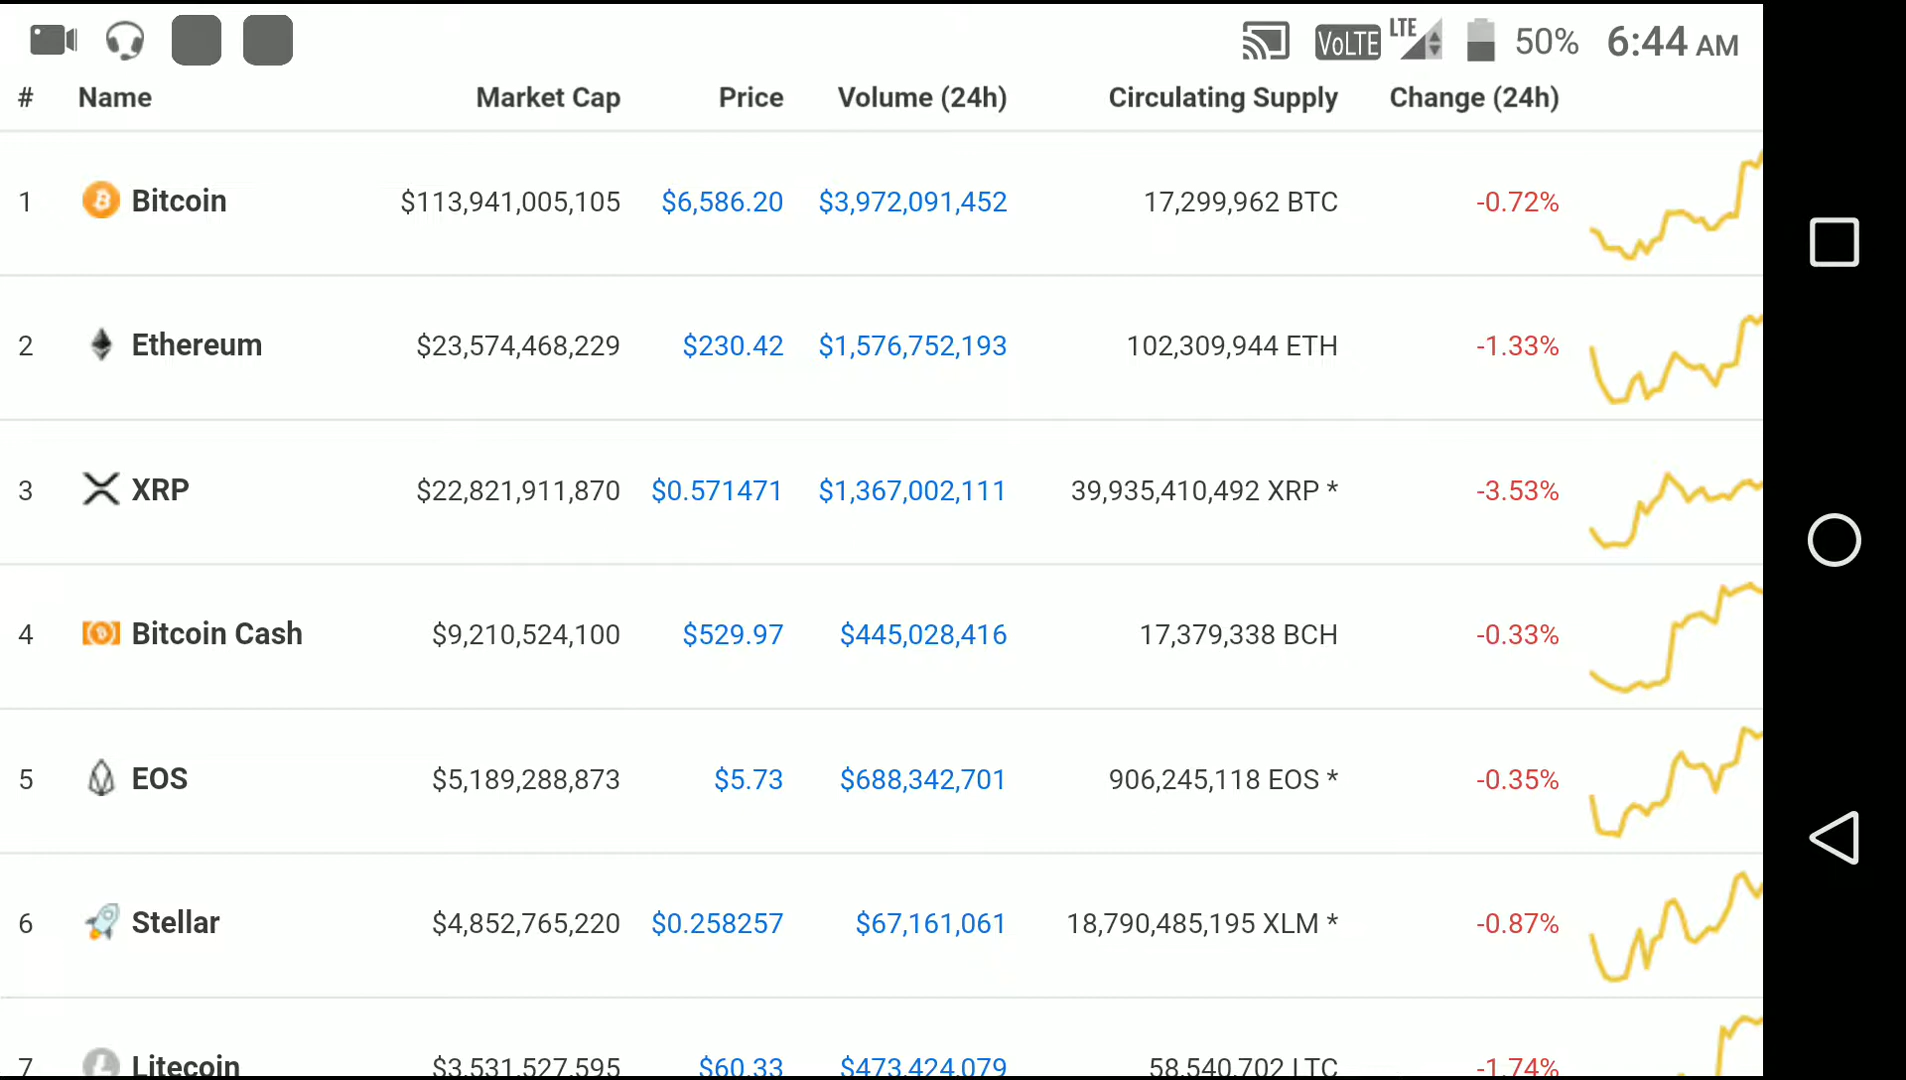 VoLTE LTE 50% 6:44 AM
# Name Market Cap Price Volume (24h) Circulating Supply Change (24h)
1 Bitcoin $113,941,005,105 $6,586.20 $3,972,091,452 17,299,962 BTC -0.72%
2 Ethereum $23,574,468,229 $230.42 $1,576,752,193 102,309,944 ETH -1.33%
3 XRP $22,821,911,870 $0.571471 $1,367,002,111 39,935,410,492 XRP * -3.53%
4 Bitcoin Cash $9,210,524,100 $529.97 $445,028,416 17,379,338 BCH -0.33%
5 EOS $5,189,288,873 $5.73 $688,342,701 906,245,118 EOS * -0.35%
6 Stellar $4,852,765,220 $0.258257 $67,161,061 18,790,485,195 XLM * -0.87%
7 Litecoin $3,531,527,595 $60.33 $473,424,079 58,540,702 LTC -1.74%